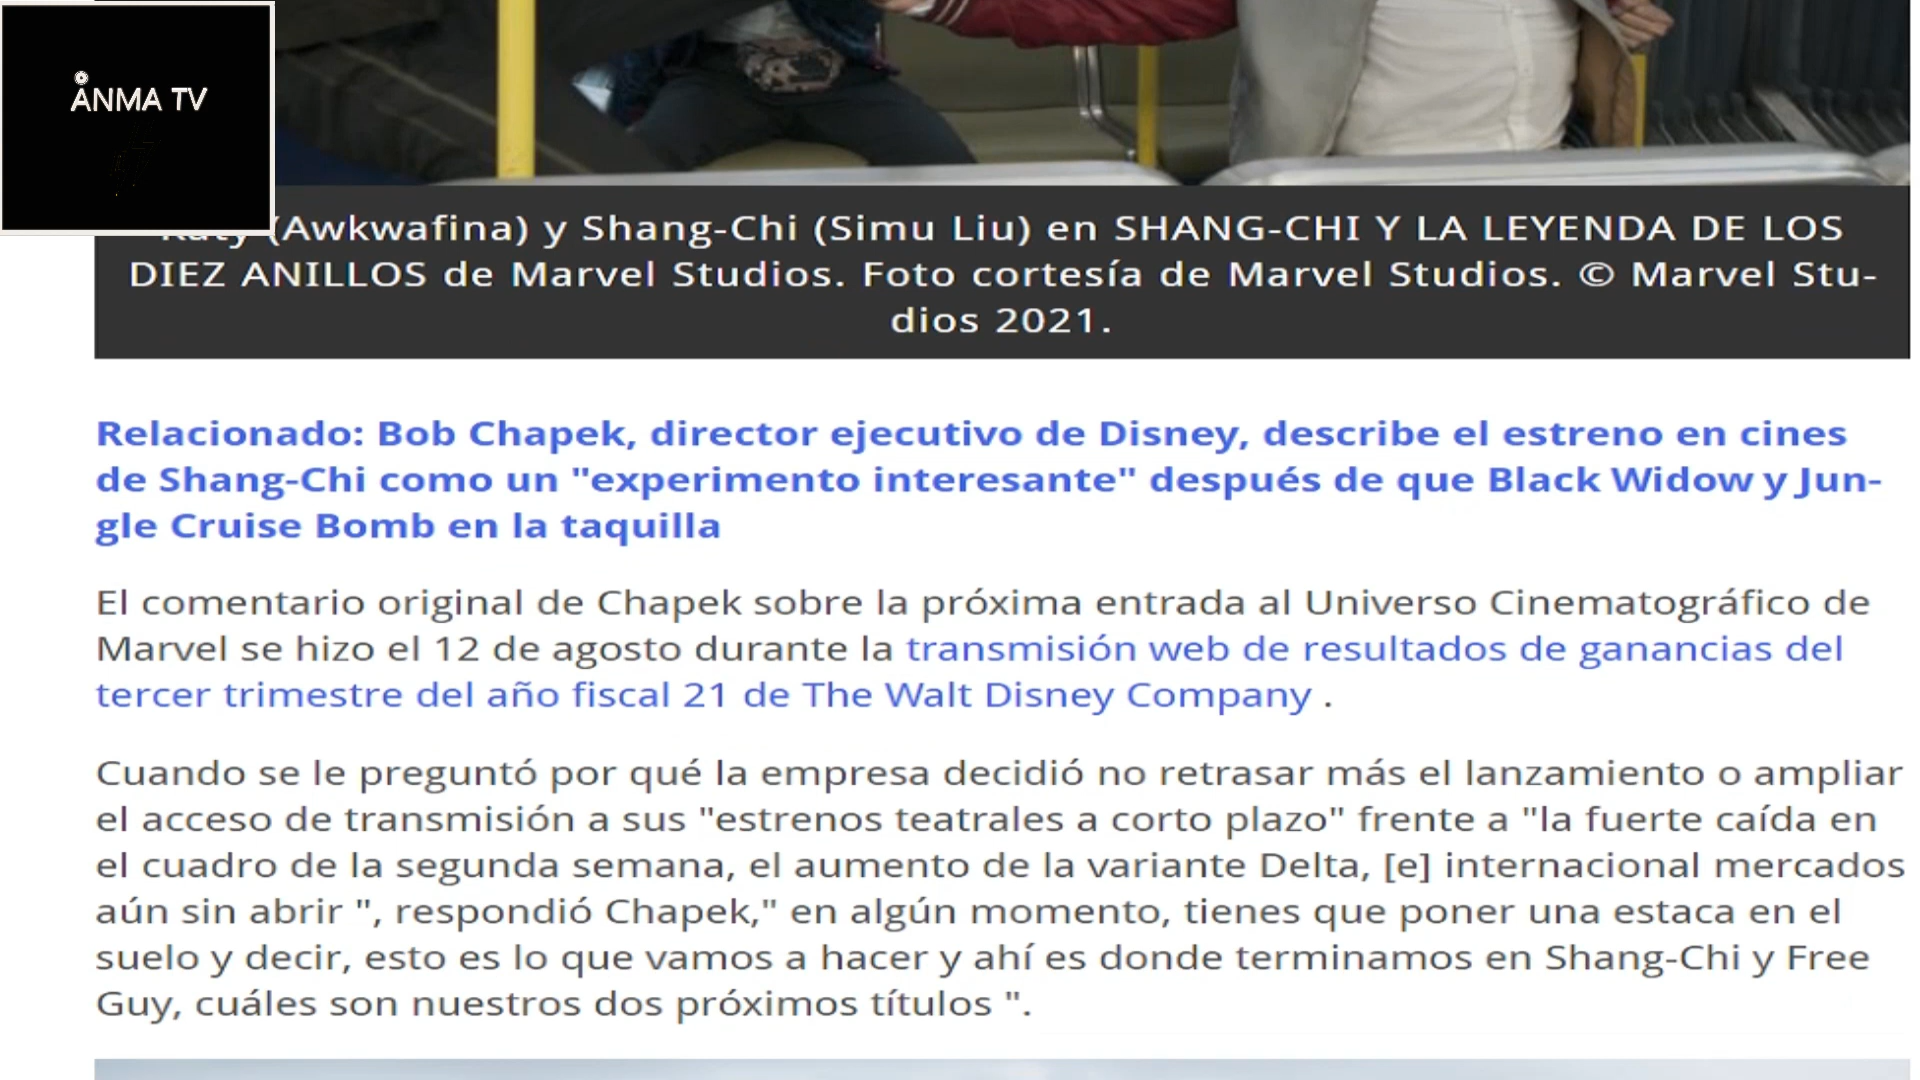 ÅNMA TV
Katy (Awkwafina) y Shang-Chi (Simu Liu) en SHANG-CHI Y LA LEYENDA DE LOS
DIEZ ANILLOS de Marvel Studios. Foto cortesía de Marvel Studios. © Marvel Stu-
dios 2021.
Relacionado: Bob Chapek, director ejecutivo de Disney, describe el estreno en cines
de Shang-Chi como un "experimento interesante" después de que Black Widow y Jun-
gle Cruise Bomb en la taquilla
El comentario original de Chapek sobre la próxima entrada al Universo Cinematográfico de
Marvel se hizo el 12 de agosto durante la transmisión web de resultados de ganancias del
tercer trimestre del año fiscal 21 de The Walt Disney Company .
Cuando se le preguntó por qué la empresa decidió no retrasar más el lanzamiento o ampliar
el acceso de transmisión a sus "estrenos teatrales a corto plazo" frente a "la fuerte caída en
el cuadro de la segunda semana, el aumento de la variante Delta, [e] internacional mercados
aún sin abrir ", respondió Chapek," en algún momento, tienes que poner una estaca en el
suelo y decir, esto es lo que vamos a hacer y ahí es donde terminamos en Shang-Chi y Free
Guy, cuáles son nuestros dos próximos títulos ".